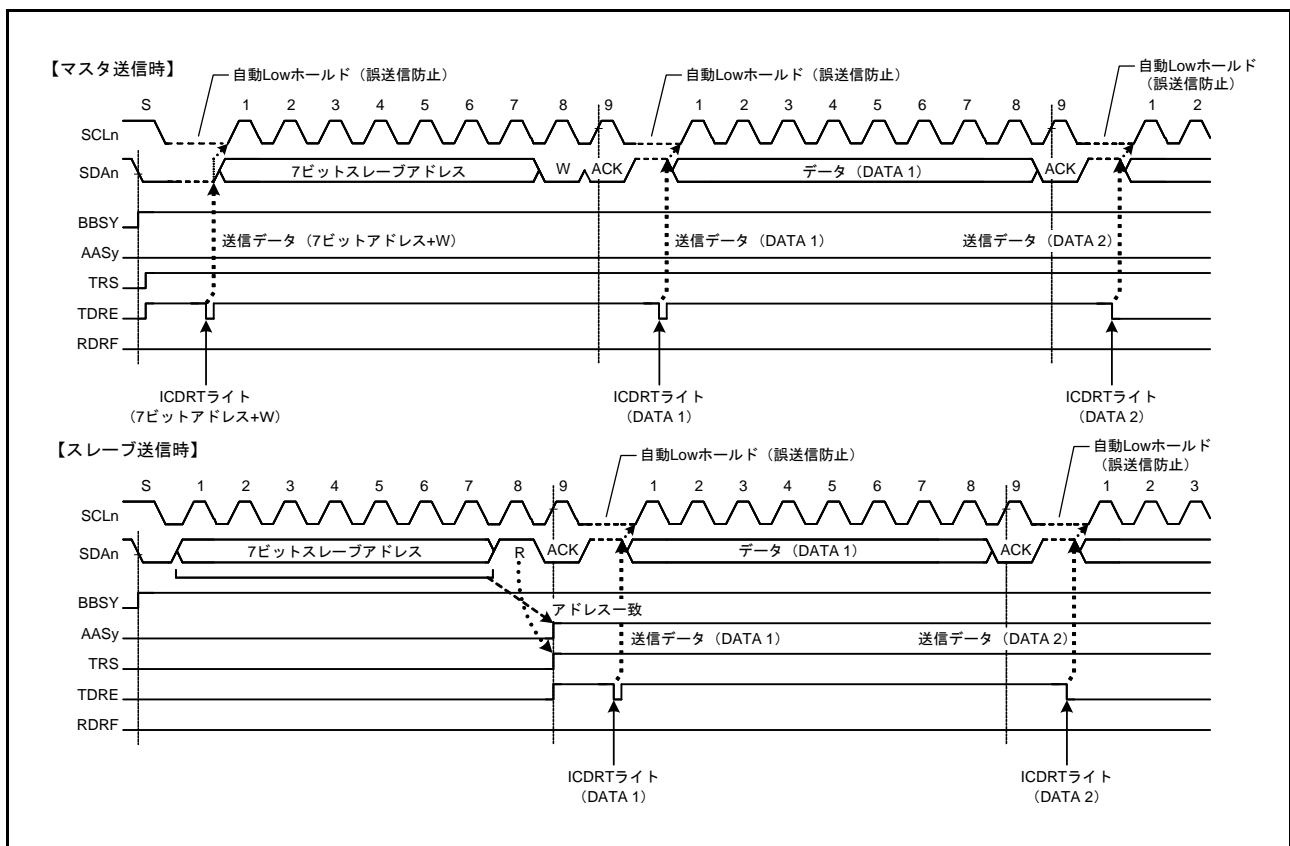 【マスタ送信時】
自動Lowホールド（誤送信防止）
自動Lowホールド（誤送信防止）
自動Lowホールド
（誤送信防止）
S 1 2 3 4 5 6 7 8 9 1 2 3 4 5 6 7 8 9 1 2
SCLn
SDAn 7ビットスレーブアドレス W ACK データ（DATA 1） ACK
BBSY
送信データ（7ビットアドレス+W） 送信データ（DATA 1） 送信データ（DATA 2）
AASy
TRS
TDRE
RDRF
ICDRTライト
（7ビットアドレス+W）
ICDRTライト
（DATA 1）
ICDRTライト
（DATA 2）
【スレーブ送信時】
自動Lowホールド（誤送信防止）
自動Lowホールド
（誤送信防止）
S 1 2 3 4 5 6 7 8 9 1 2 3 4 5 6 7 8 9 1 2 3
SCLn
SDAn 7ビットスレーブアドレス R ACK データ（DATA 1） ACK
BBSY
アドレス一致
AASy
送信データ（DATA 1） 送信データ（DATA 2）
TRS
TDRE
RDRF
ICDRTライト
（DATA 1）
ICDRTライト
（DATA 2）